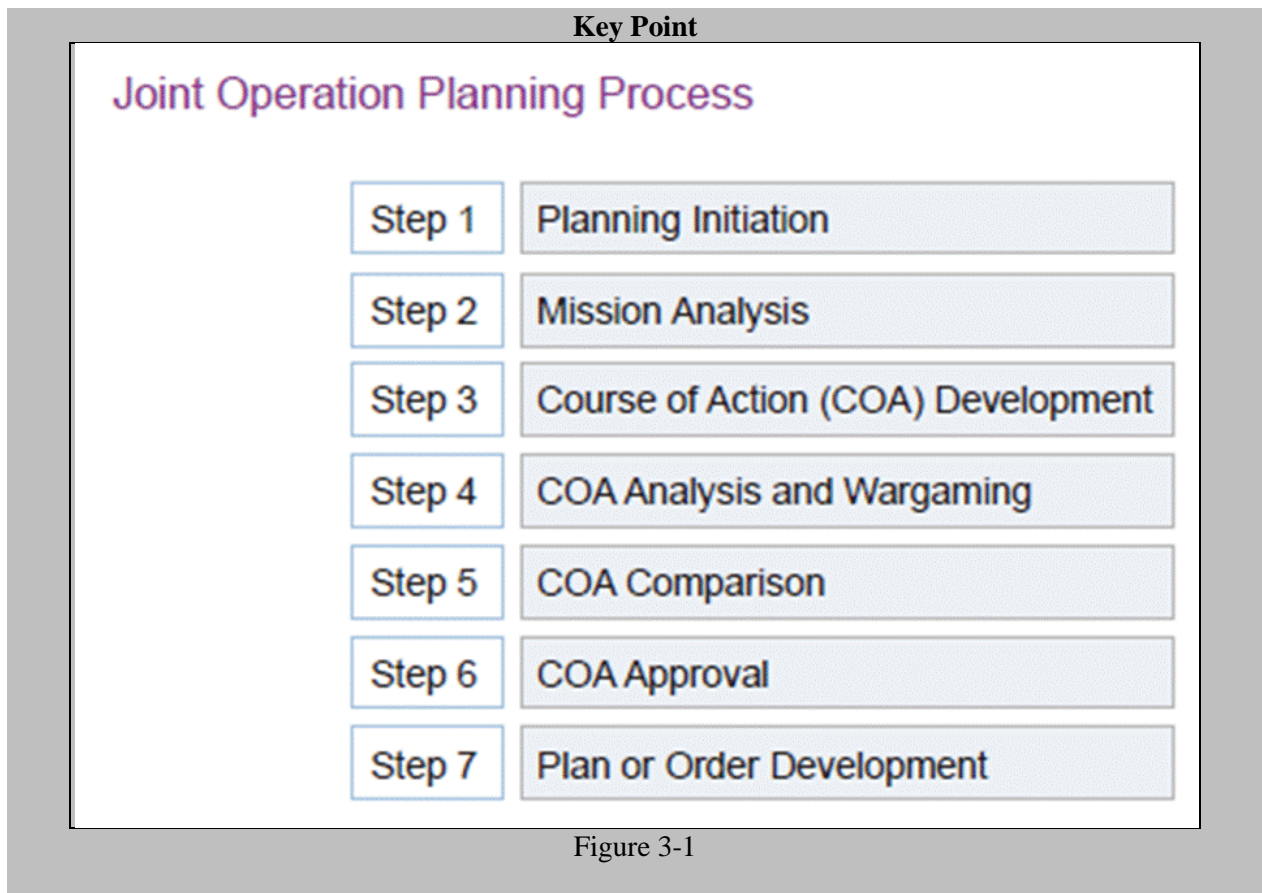 Key Point
Joint Operation Planning Process
Step 1 Planning Initiation
Step 2 Mission Analysis
Step 3 Course of Action (COA) Development
Step 4 COA Analysis and Wargaming
Step 5 COA Comparison
Step 6 COA Approval
Step 7 Plan or Order Development
Figure 3-1